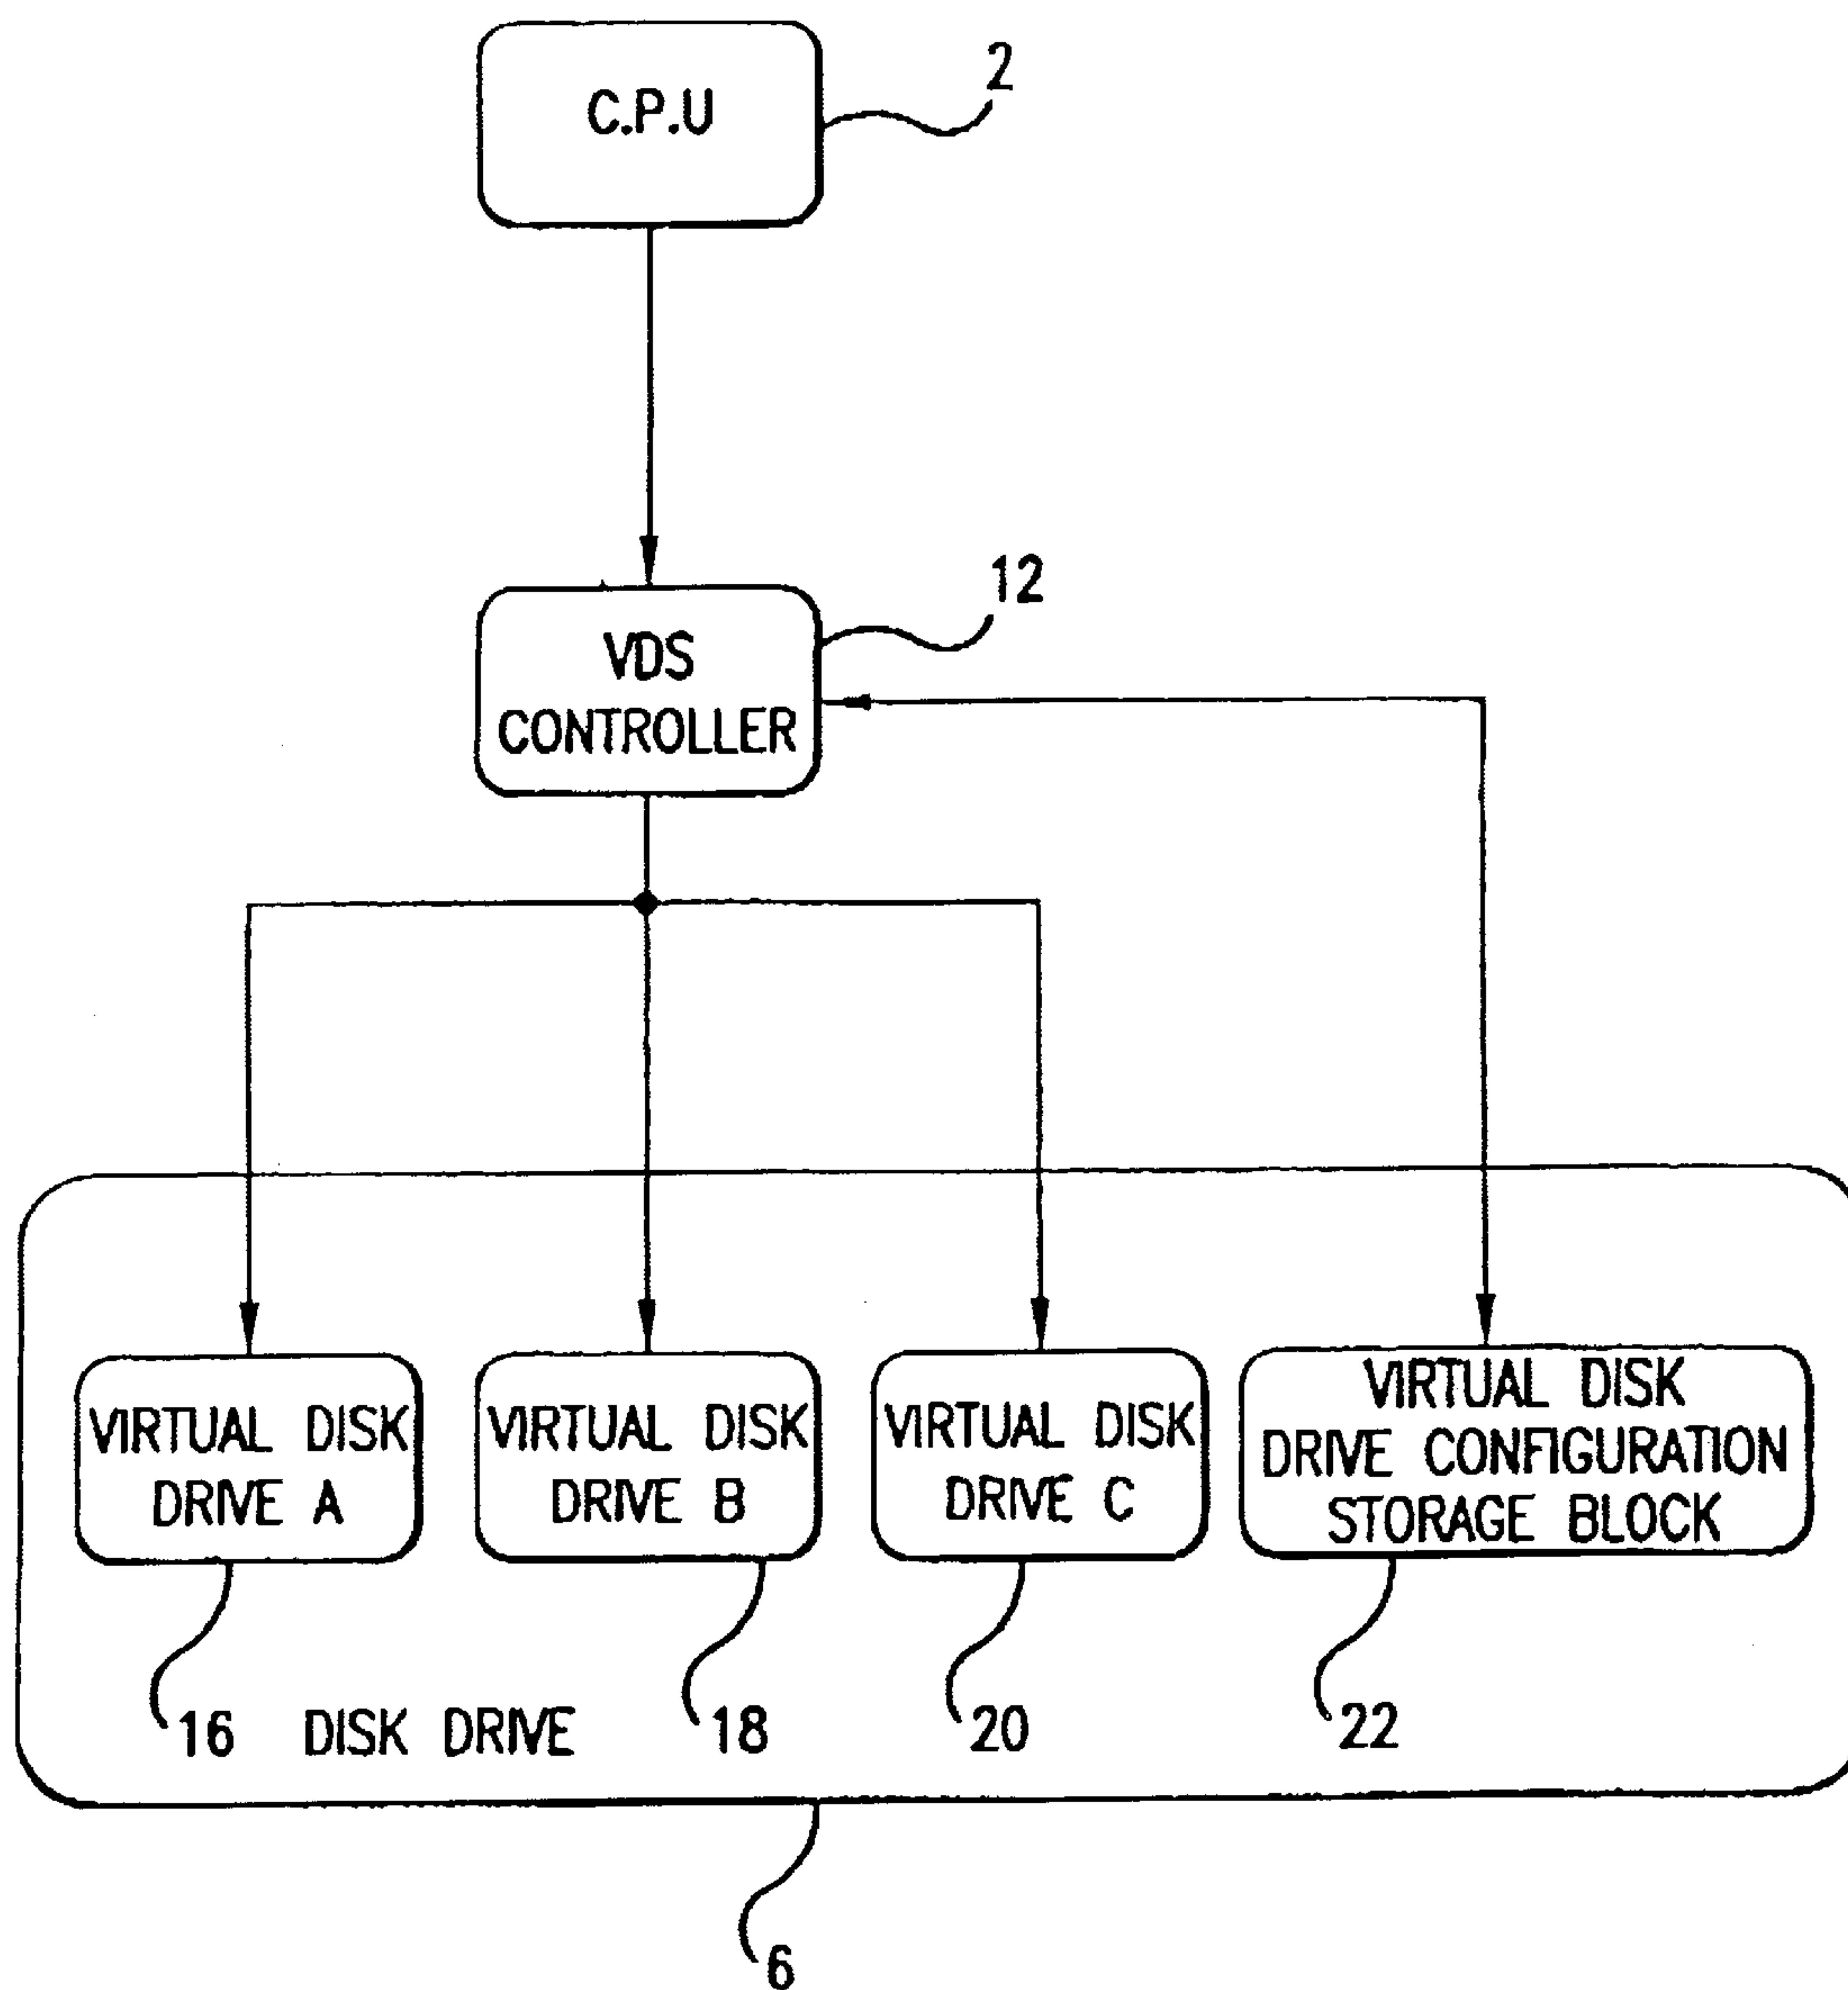 C.P.U
2
12
VDS
CONTROLLER
VIRTUAL DISK
DRIVE A
VIRTUAL DISK
DRIVE B
VIRTUAL DISK
DRIVE C
VIRTUAL DISK
DRIVE CONFIGURATION
STORAGE BLOCK
16
DISK DRIVE
18
20
22
6